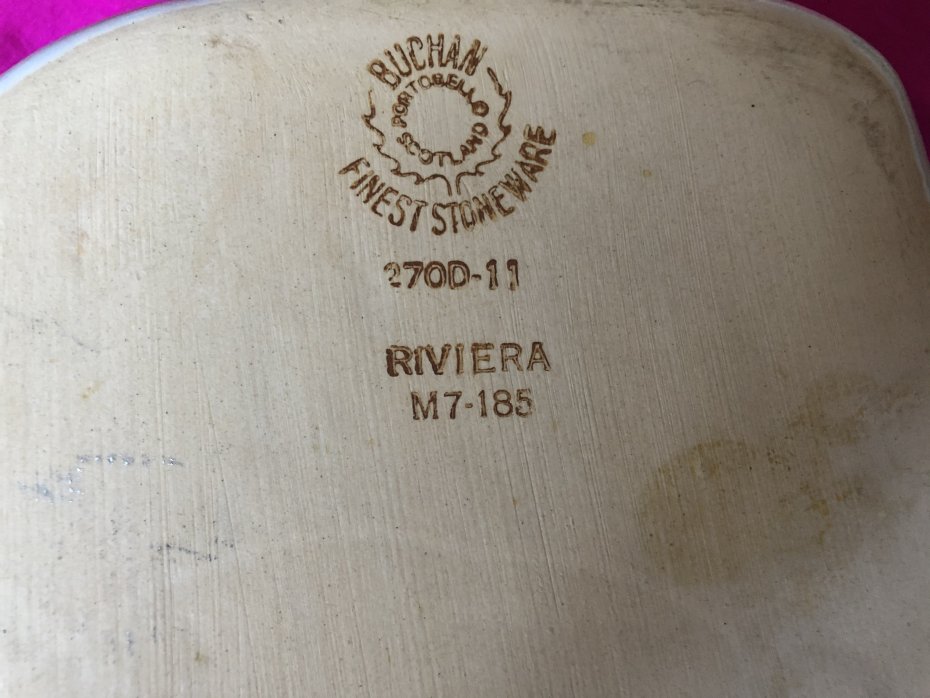 BUCHAN
PORTOBELLO
SCOTLAND
FINEST STONEWARE
270D-11
RIVIERA
M7-185